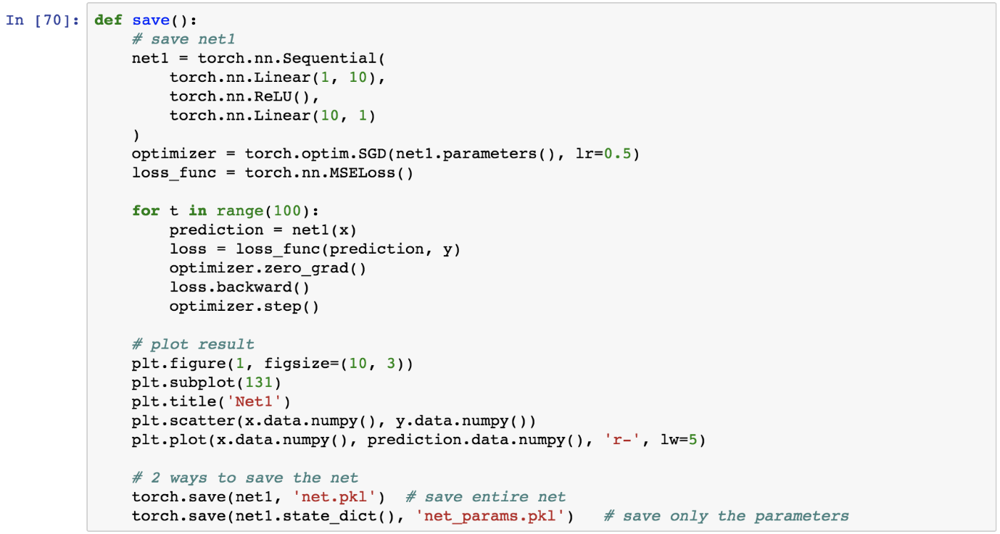 In [70]: def save():
    # save net1
    net1 = torch.nn.Sequential(
        torch.nn.Linear(1, 10),
        torch.nn.ReLU(),
        torch.nn.Linear(10, 1)
    )
    optimizer = torch.optim.SGD(net1.parameters(), lr=0.5)
    loss_func = torch.nn.MSELoss()

    for t in range(100):
        prediction = net1(x)
        loss = loss_func(prediction, y)
        optimizer.zero_grad()
        loss.backward()
        optimizer.step()

    # plot result
    plt.figure(1, figsize=(10, 3))
    plt.subplot(131)
    plt.title('Net1')
    plt.scatter(x.data.numpy(), y.data.numpy())
    plt.plot(x.data.numpy(), prediction.data.numpy(), 'r-', lw=5)

    # 2 ways to save the net
    torch.save(net1, 'net.pkl')  # save entire net
    torch.save(net1.state_dict(), 'net_params.pkl')   # save only the parameters